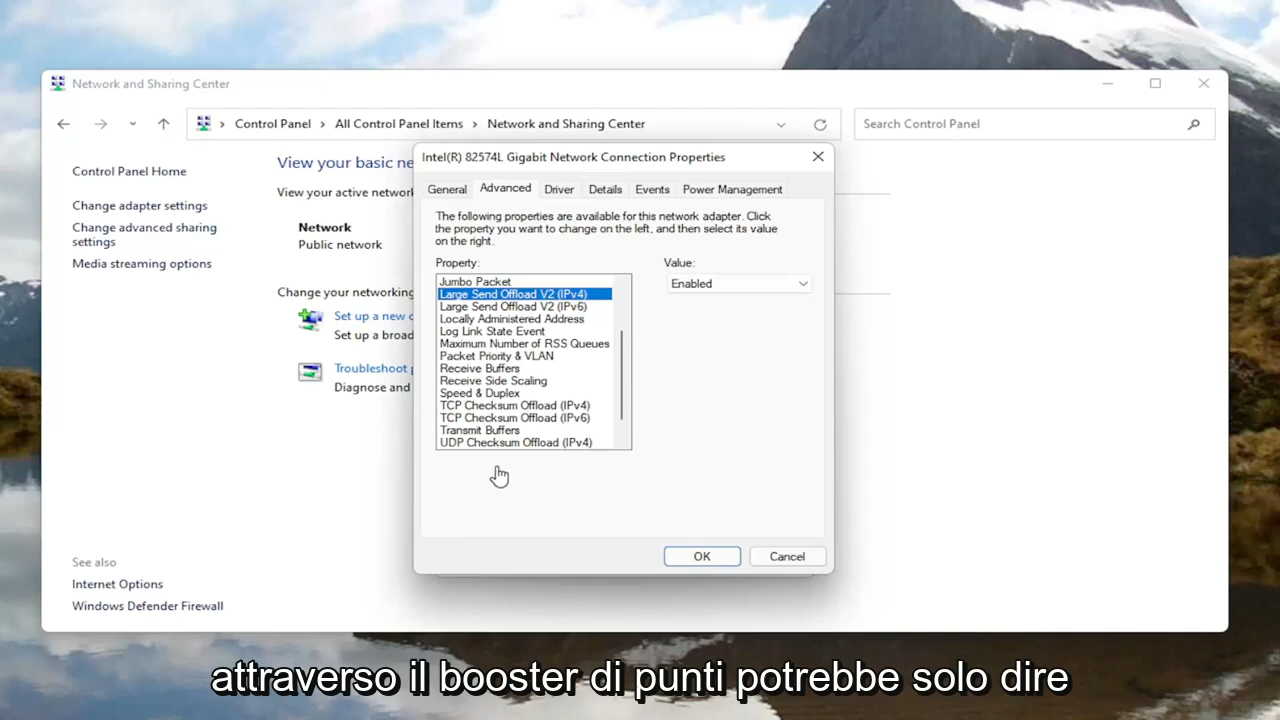 Network and Sharing Center
Control Panel > All Control Panel Items > Network and Sharing Center
Search Control Panel
Control Panel Home
Change adapter settings
Change advanced sharing
settings
Media streaming options
View your basic ne
View your active network
Network
Public network
Change your networking
Set up a new c
Set up a broad
Troubleshoot p
Diagnose and
See also
Internet Options
Windows Defender Firewall
Intel(R) 82574L Gigabit Network Connection Properties
General Advanced Driver Details Events Power Management
The following properties are available for this network adapter. Click
the property you want to change on the left, and then select its value
on the right.
Property:
Value:
Jumbo Packet
Large Send Offload V2 (IPv4)
Large Send Offload V2 (IPv6)
Locally Administered Address
Log Link State Event
Maximum Number of RSS Queues
Packet Priority & VLAN
Receive Buffers
Receive Side Scaling
Speed & Duplex
TCP Checksum Offload (IPv4)
TCP Checksum Offload (IPv6)
Transmit Buffers
UDP Checksum Offload (IPv4)
Enabled
OK
Cancel
attraverso il booster di punti potrebbe solo dire